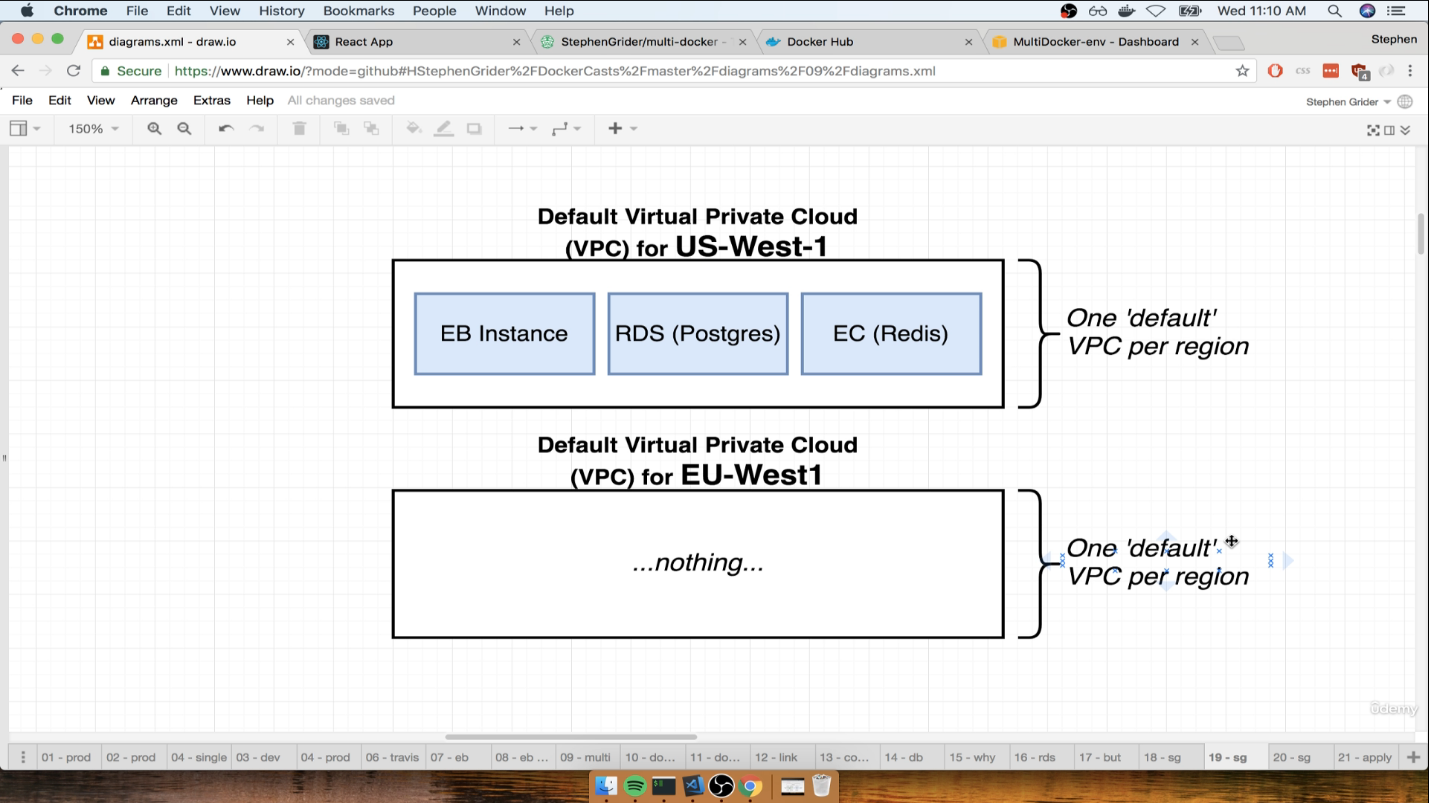 Chrome File Edit View History Bookmarks People Window Help Wed 11:10 AM
diagrams.xml - draw.io React App StephenGrider/multi-docker - Docker Hub MultiDocker-env - Dashboard Stephen
Secure https://www.draw.io/?mode=github#HStephenGrider%2FDockerCasts%2Fmaster%2Fdiagrams%2F09%2Fdiagrams.xml CSS 4
File Edit View Arrange Extras Help All changes saved Stephen Grider
150%
Default Virtual Private Cloud
(VPC) for US-West-1
EB Instance RDS (Postgres) EC (Redis)
One 'default'
VPC per region
Default Virtual Private Cloud
(VPC) for EU-West1
...nothing...
One 'default'
VPC per region
udemy
01 - prod 02 - prod 04 - single 03 - dev 04 - prod 06 - travis 07 - eb 08 - eb ... 09 - multi 10 - do... 11 - do... 12 - link 13 - co... 14 - db 15 - why 16 - rds 17 - but 18 - sg 19 - sg 20 - sg 21 - apply